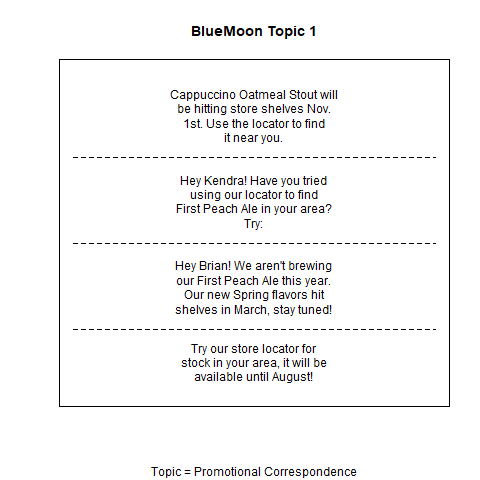 BlueMoon Topic 1
Cappuccino Oatmeal Stout will
be hitting store shelves Nov.
1st. Use the locator to find
it near you.
Hey Kendra! Have you tried
using our locator to find
First Peach Ale in your area?
Try:
Hey Brian! We aren't brewing
our First Peach Ale this year.
Our new Spring flavors hit
shelves in March, stay tuned!
Try our store locator for
stock in your area, it will be
available until August!
Topic = Promotional Correspondence